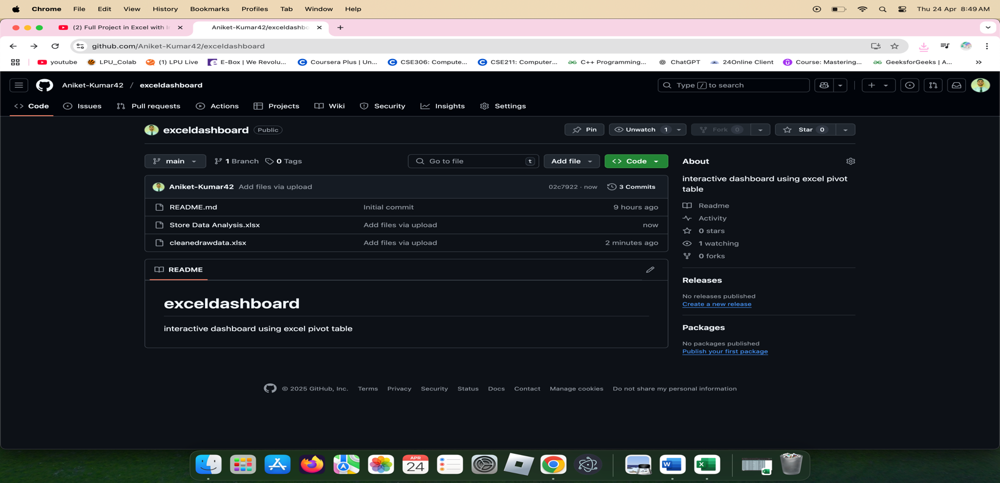 Chrome File Edit View History Bookmarks Profiles Tab Window Help Thu 24 Apr 8:49 AM
(2) Full Project in Excel with Aniket-Kumar42/exceldashbo
github.com/Aniket-Kumar42/exceldashboard
youtube LPU_Colab (1) LPU Live E-Box | We Revolu... Coursera Plus | Un... CSE306: Compute... CSE211: Computer... C++ Programming... ChatGPT 24Online Client Course: Mastering... GeeksforGeeks | A... »
Aniket-Kumar42 / exceldashboard Type / to search
<> Code Issues Pull requests Actions Projects Wiki Security Insights Settings
exceldashboard Public Pin Unwatch 1 Fork 0 Star 0
main 1 Branch 0 Tags Go to file t Add file <> Code
Aniket-Kumar42 Add files via upload 02c7922 · now 3 Commits
README.md Initial commit 9 hours ago
Store Data Analysis.xlsx Add files via upload now
cleanedrawdata.xlsx Add files via upload 2 minutes ago
README
exceldashboard
interactive dashboard using excel pivot table
About
interactive dashboard using excel pivot
table
Readme
Activity
0 stars
1 watching
0 forks
Releases
No releases published
Create a new release
Packages
No packages published
Publish your first package
© 2025 GitHub, Inc. Terms Privacy Security Status Docs Contact Manage cookies Do not share my personal information
APR
24
W
X